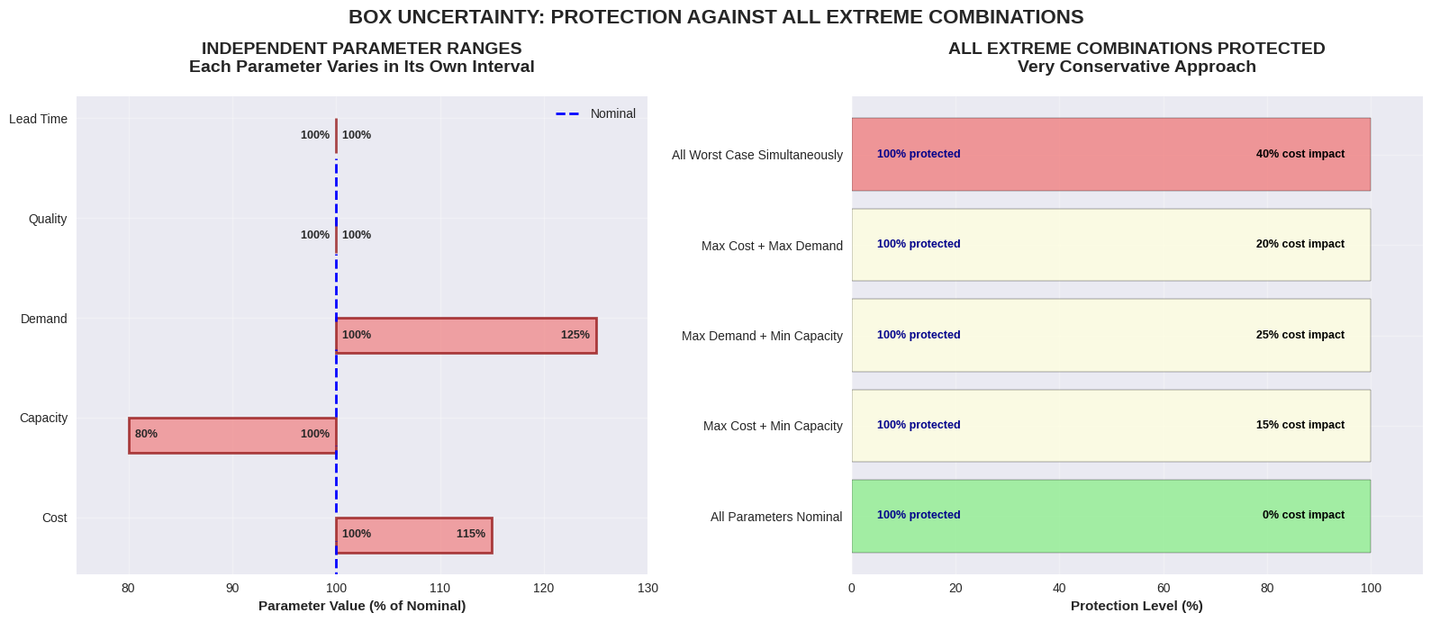 BOX UNCERTAINTY: PROTECTION AGAINST ALL EXTREME COMBINATIONS
INDEPENDENT PARAMETER RANGES
Each Parameter Varies in Its Own Interval
Nominal
Lead Time
100% 100%
Quality
100% 100%
Demand
100% 125%
Capacity
80% 100%
Cost
100% 115%
80 90 100 110 120 130
Parameter Value (% of Nominal)
ALL EXTREME COMBINATIONS PROTECTED
Very Conservative Approach
All Worst Case Simultaneously 100% protected 40% cost impact
Max Cost + Max Demand 100% protected 20% cost impact
Max Demand + Min Capacity 100% protected 25% cost impact
Max Cost + Min Capacity 100% protected 15% cost impact
All Parameters Nominal 100% protected 0% cost impact
0 20 40 60 80 100
Protection Level (%)